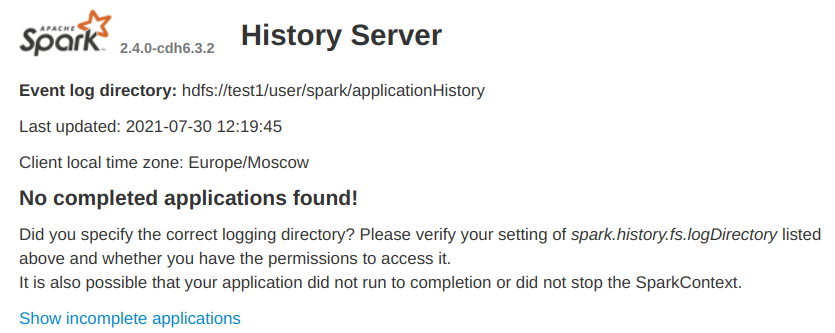 APACHE
Spark 2.4.0-cdh6.3.2 History Server
Event log directory: hdfs://test1/user/spark/applicationHistory
Last updated: 2021-07-30 12:19:45
Client local time zone: Europe/Moscow
No completed applications found!
Did you specify the correct logging directory? Please verify your setting of spark.history.fs.logDirectory listed
above and whether you have the permissions to access it.
It is also possible that your application did not run to completion or did not stop the SparkContext.
Show incomplete applications